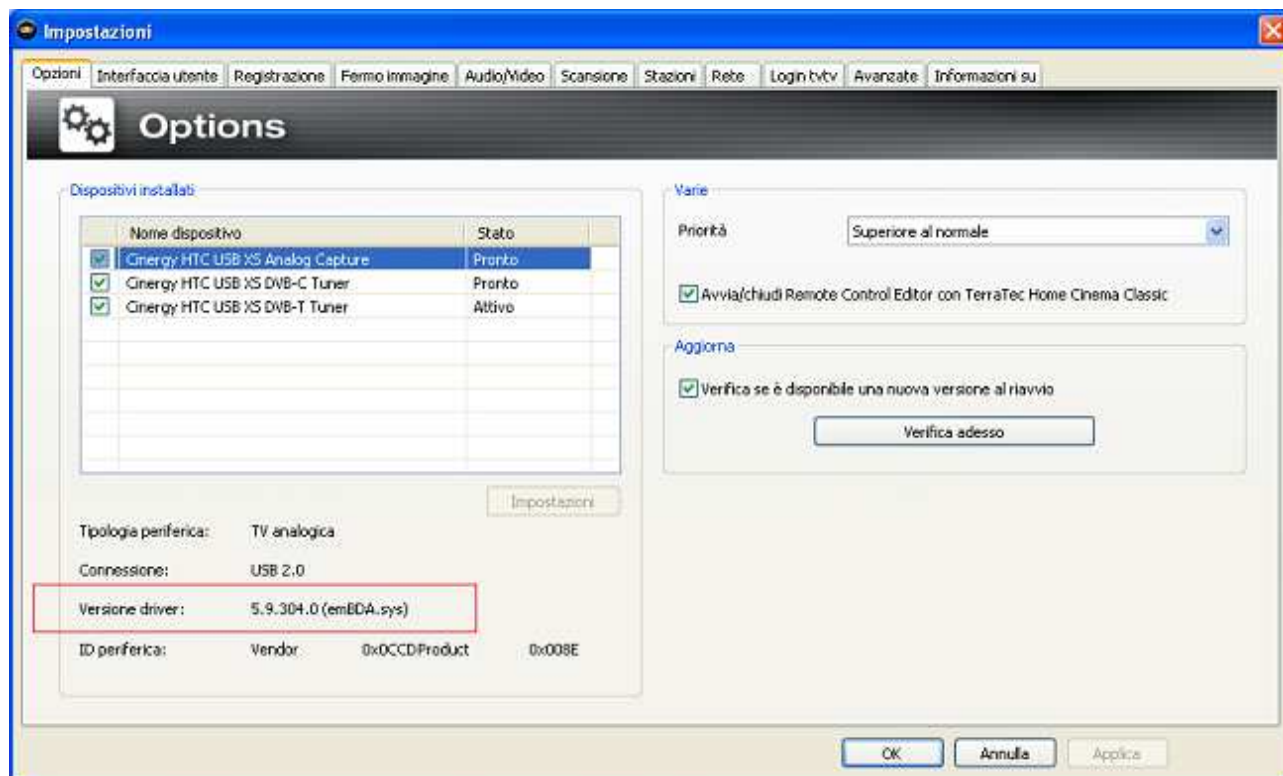 Impostazioni
Opzioni Interfaccia utente Registrazione Fermo immagine Audio/Video Scansione Stazioni Rete Login tvtv Avanzate Informazioni su
Options
Dispositivi installati
Nome dispositivo Stato
Cinergy HTC USB XS Analog Capture Pronto
Cinergy HTC USB XS DVB-C Tuner Pronto
Cinergy HTC USB XS DVB-T Tuner Attivo
Impostazioni
Tipologia periferica: TV analogica
Connessione: USB 2.0
Versione driver: 5.9.304.0 (emBDA.sys)
ID periferica: Vendor 0x0CCDProduct 0x008E
Varie
Priorità Superiore al normale
Avvia/chiudi Remote Control Editor con TerraTec Home Cinema Classic
Aggiorna
Verifica se è disponibile una nuova versione al riavvio
Verifica adesso
OK Annulla Applica